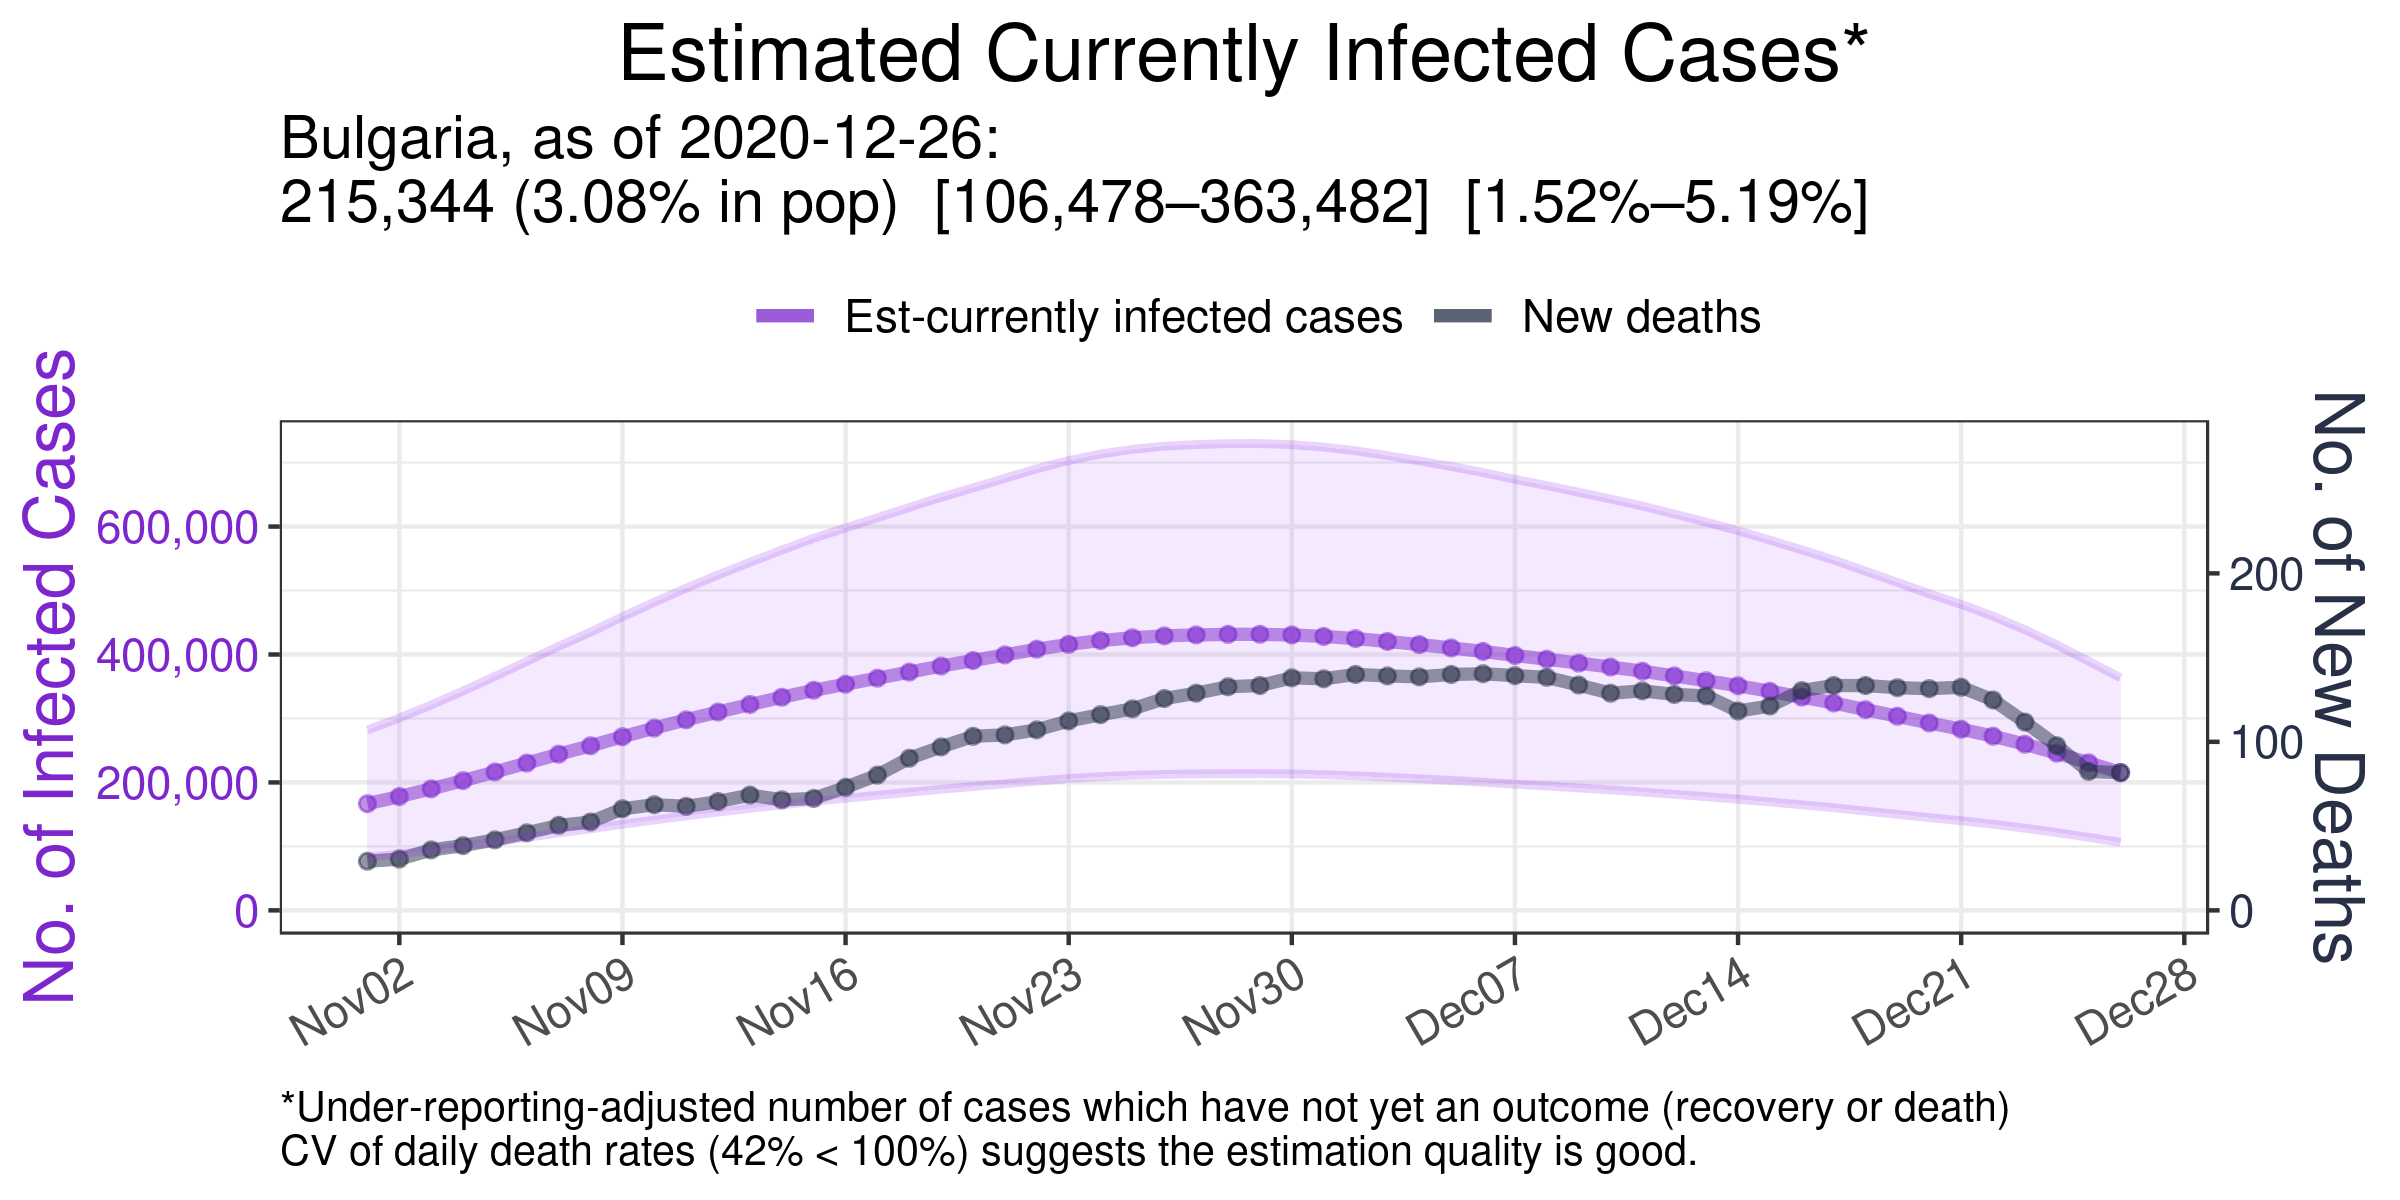 Estimated Currently Infected Cases*
Bulgaria, as of 2020-12-26:
215,344 (3.08% in pop)  [106,478–363,482]  [1.52%–5.19%]
Est-currently infected cases
New deaths
No. of Infected Cases
600,000
400,000
200,000
0
200
100
0
No. of New Deaths
Nov02
Nov09
Nov16
Nov23
Nov30
Dec07
Dec14
Dec21
Dec28
*Under-reporting-adjusted number of cases which have not yet an outcome (recovery or death)
CV of daily death rates (42% < 100%) suggests the estimation quality is good.